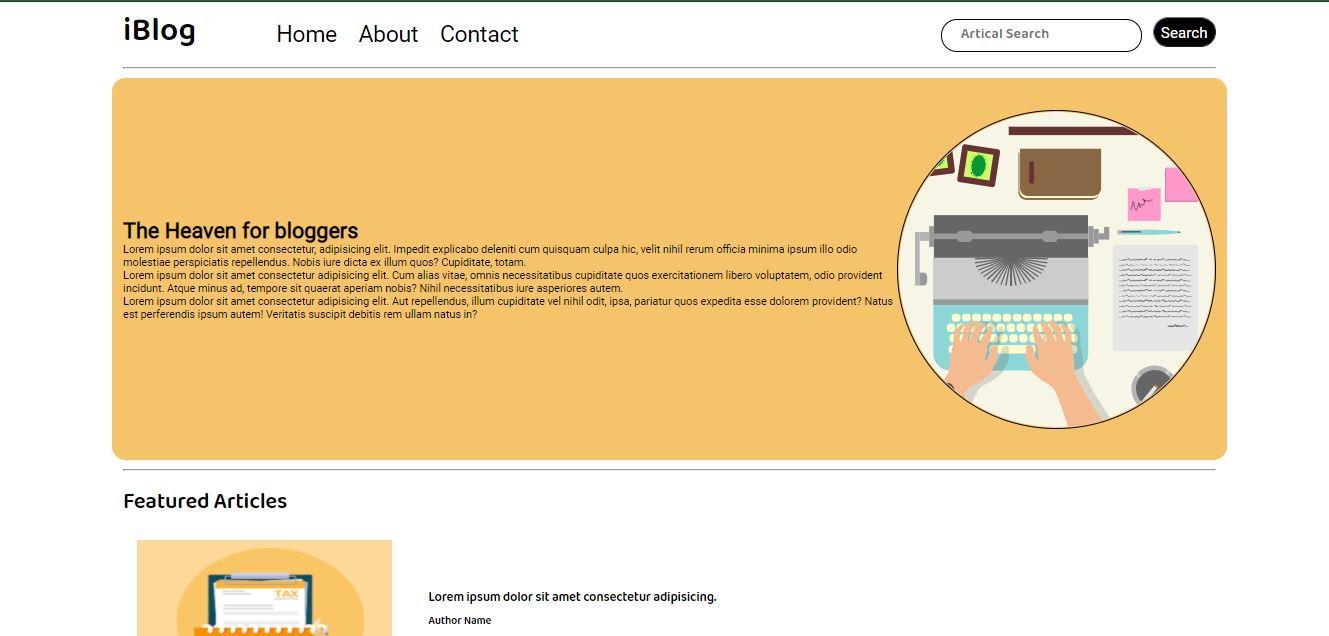 iBlog
Home About Contact
Artical Search
Search
The Heaven for bloggers
Lorem ipsum dolor sit amet consectetur, adipisicing elit. Impedit explicabo deleniti cum quisquam culpa hic, velit nihil rerum officia minima ipsum illo odio
molestiae perspiciatis repellendus. Nobis iure dicta ex illum quos? Cupiditate, totam.
Lorem ipsum dolor sit amet consectetur adipisicing elit. Cum alias vitae, omnis necessitatibus cupiditate quos exercitationem libero voluptatem, odio provident
incidunt. Atque minus ad, tempore sit quaerat aperiam nobis? Nihil necessitatibus iure asperiores autem.
Lorem ipsum dolor sit amet consectetur adipisicing elit. Aut repellendus, illum cupiditate vel nihil odit, ipsa, pariatur quos expedita esse dolorem provident? Natus
est perferendis ipsum autem! Veritatis suscipit debitis rem ullam natus in?
Featured Articles
TAX
Lorem ipsum dolor sit amet consectetur adipisicing.
Author Name